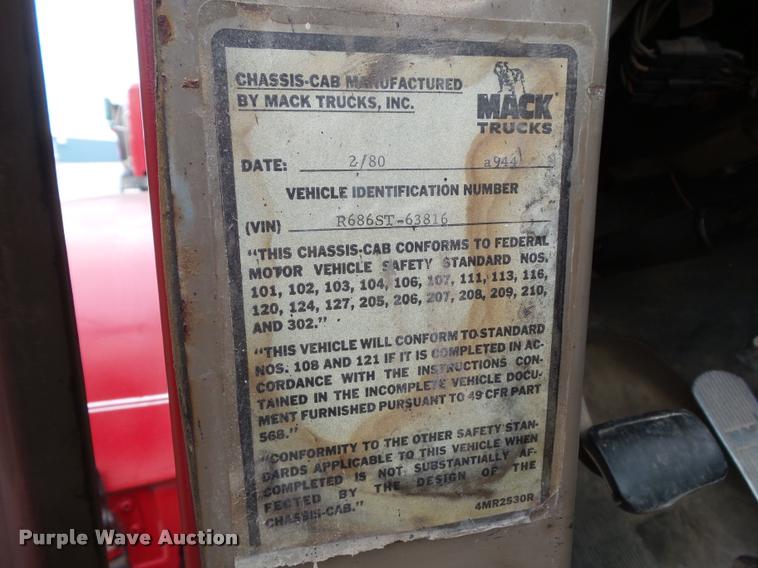 CHASSIS-CAB MANUFACTURED
BY MACK TRUCKS, INC.
MACK
TRUCKS
DATE: 2/80 a944
VEHICLE IDENTIFICATION NUMBER
(VIN) R686ST-63816
"THIS CHASSIS-CAB CONFORMS TO FEDERAL
MOTOR VEHICLE SAFETY STANDARD NOS.
101, 102, 103, 104, 106, 107, 111, 113, 116,
120, 124, 127, 205, 206, 207, 208, 209, 210,
AND 302."
"THIS VEHICLE WILL CONFORM TO STANDARD
NOS. 108 AND 121 IF IT IS COMPLETED IN AC-
CORDANCE WITH THE INSTRUCTIONS CON-
TAINED IN THE INCOMPLETE VEHICLE DOCU-
MENT FURNISHED PURSUANT TO 49 CFR PART
568."
"CONFORMITY TO THE OTHER SAFETY STAN-
DARDS APPLICABLE TO THIS VEHICLE WHEN
COMPLETED IS NOT SUBSTANTIALLY AF-
FECTED BY THE DESIGN OF THE
CHASSIS-CAB."
4MR2530R
Purple Wave Auction